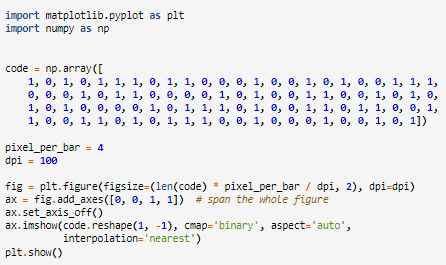 import matplotlib.pyplot as plt
import numpy as np
code = np.array([
1, 0, 1, 0, 1, 1, 1, 0, 1, 1, 0, 0, 0, 1, 0, 0, 1, 0, 1, 0, 0, 1, 1, 1,
0, 0, 0, 1, 0, 1, 1, 0, 0, 0, 0, 1, 0, 1, 0, 0, 1, 1, 0, 0, 1, 0, 1, 0,
1, 0, 1, 0, 0, 0, 0, 1, 0, 1, 1, 1, 0, 1, 0, 0, 1, 1, 0, 1, 1, 0, 0, 1,
1, 0, 0, 1, 1, 0, 1, 0, 1, 1, 1, 0, 0, 1, 0, 0, 0, 1, 0, 0, 1, 0, 1])
pixel_per_bar = 4
dpi = 100
fig = plt.figure(figsize=(len(code) * pixel_per_bar / dpi, 2), dpi=dpi)
ax = fig.add_axes([0, 0, 1, 1])  # span the whole figure
ax.set_axis_off()
ax.imshow(code.reshape(1, -1), cmap='binary', aspect='auto',
interpolation='nearest')
plt.show()